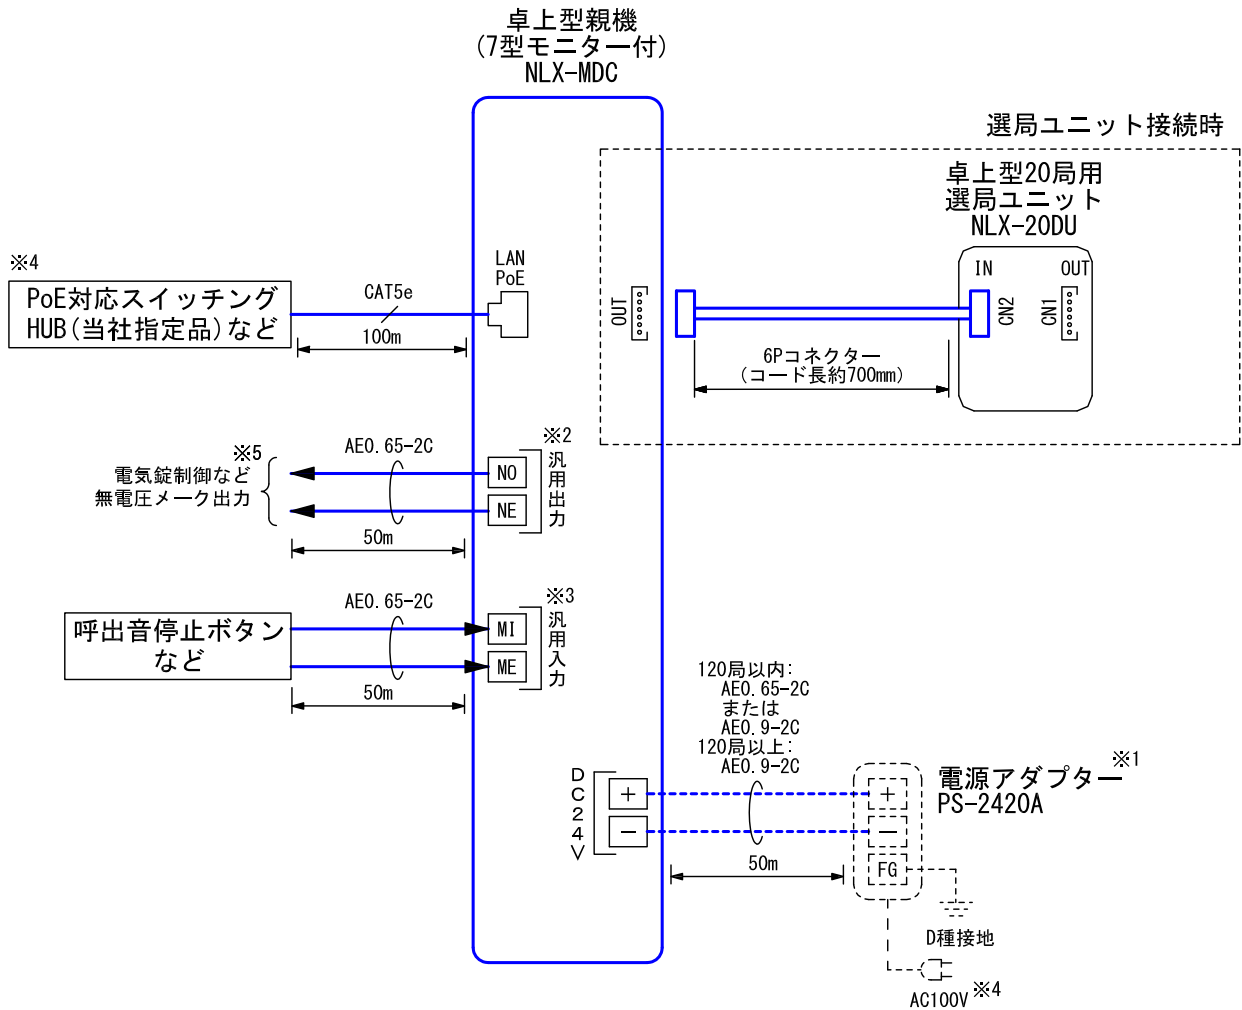 卓上型親機
(7型モニター付)
NLX-MDC
選局ユニット接続時
卓上型20局用
選局ユニット
NLX-20DU
IN
OUT
CN2
CN1
OUT
6Pコネクター
(コード長約700mm)
※4
PoE対応スイッチング
HUB(当社指定品)など
CAT5e
100m
LAN
PoE
※5
電気錠制御など
無電圧メーク出力
AE0.65-2C
50m
NO
NE
※2
汎用出力
呼出音停止ボタン
など
AE0.65-2C
50m
MI
ME
※3
汎用入力
120局以内:
AE0.65-2C
または
AE0.9-2C
120局以上:
AE0.9-2C
DC24V
+
−
50m
+
−
FG
電源アダプター※1
PS-2420A
D種接地
AC100V※4